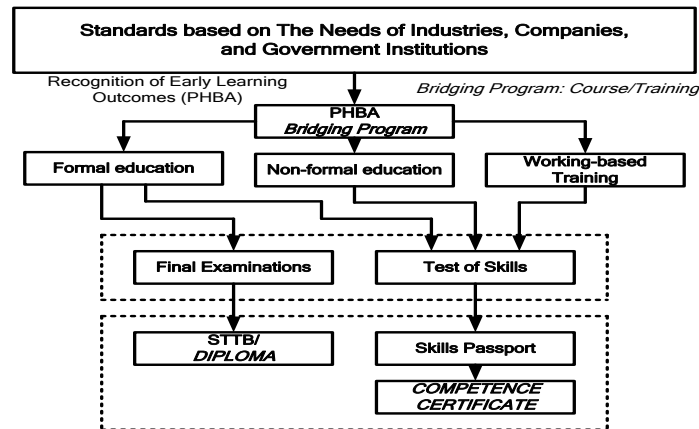 Standards based on The Needs of Industries, Companies,
and Government Institutions
Recognition of Early Learning
Outcomes (PHBA)
Bridging Program: Course/Training
PHBA
Bridging Program
Formal education
Non-formal education
Working-based
Training
Final Examinations
Test of Skills
STTB/
DIPLOMA
Skills Passport
COMPETENCE
CERTIFICATE